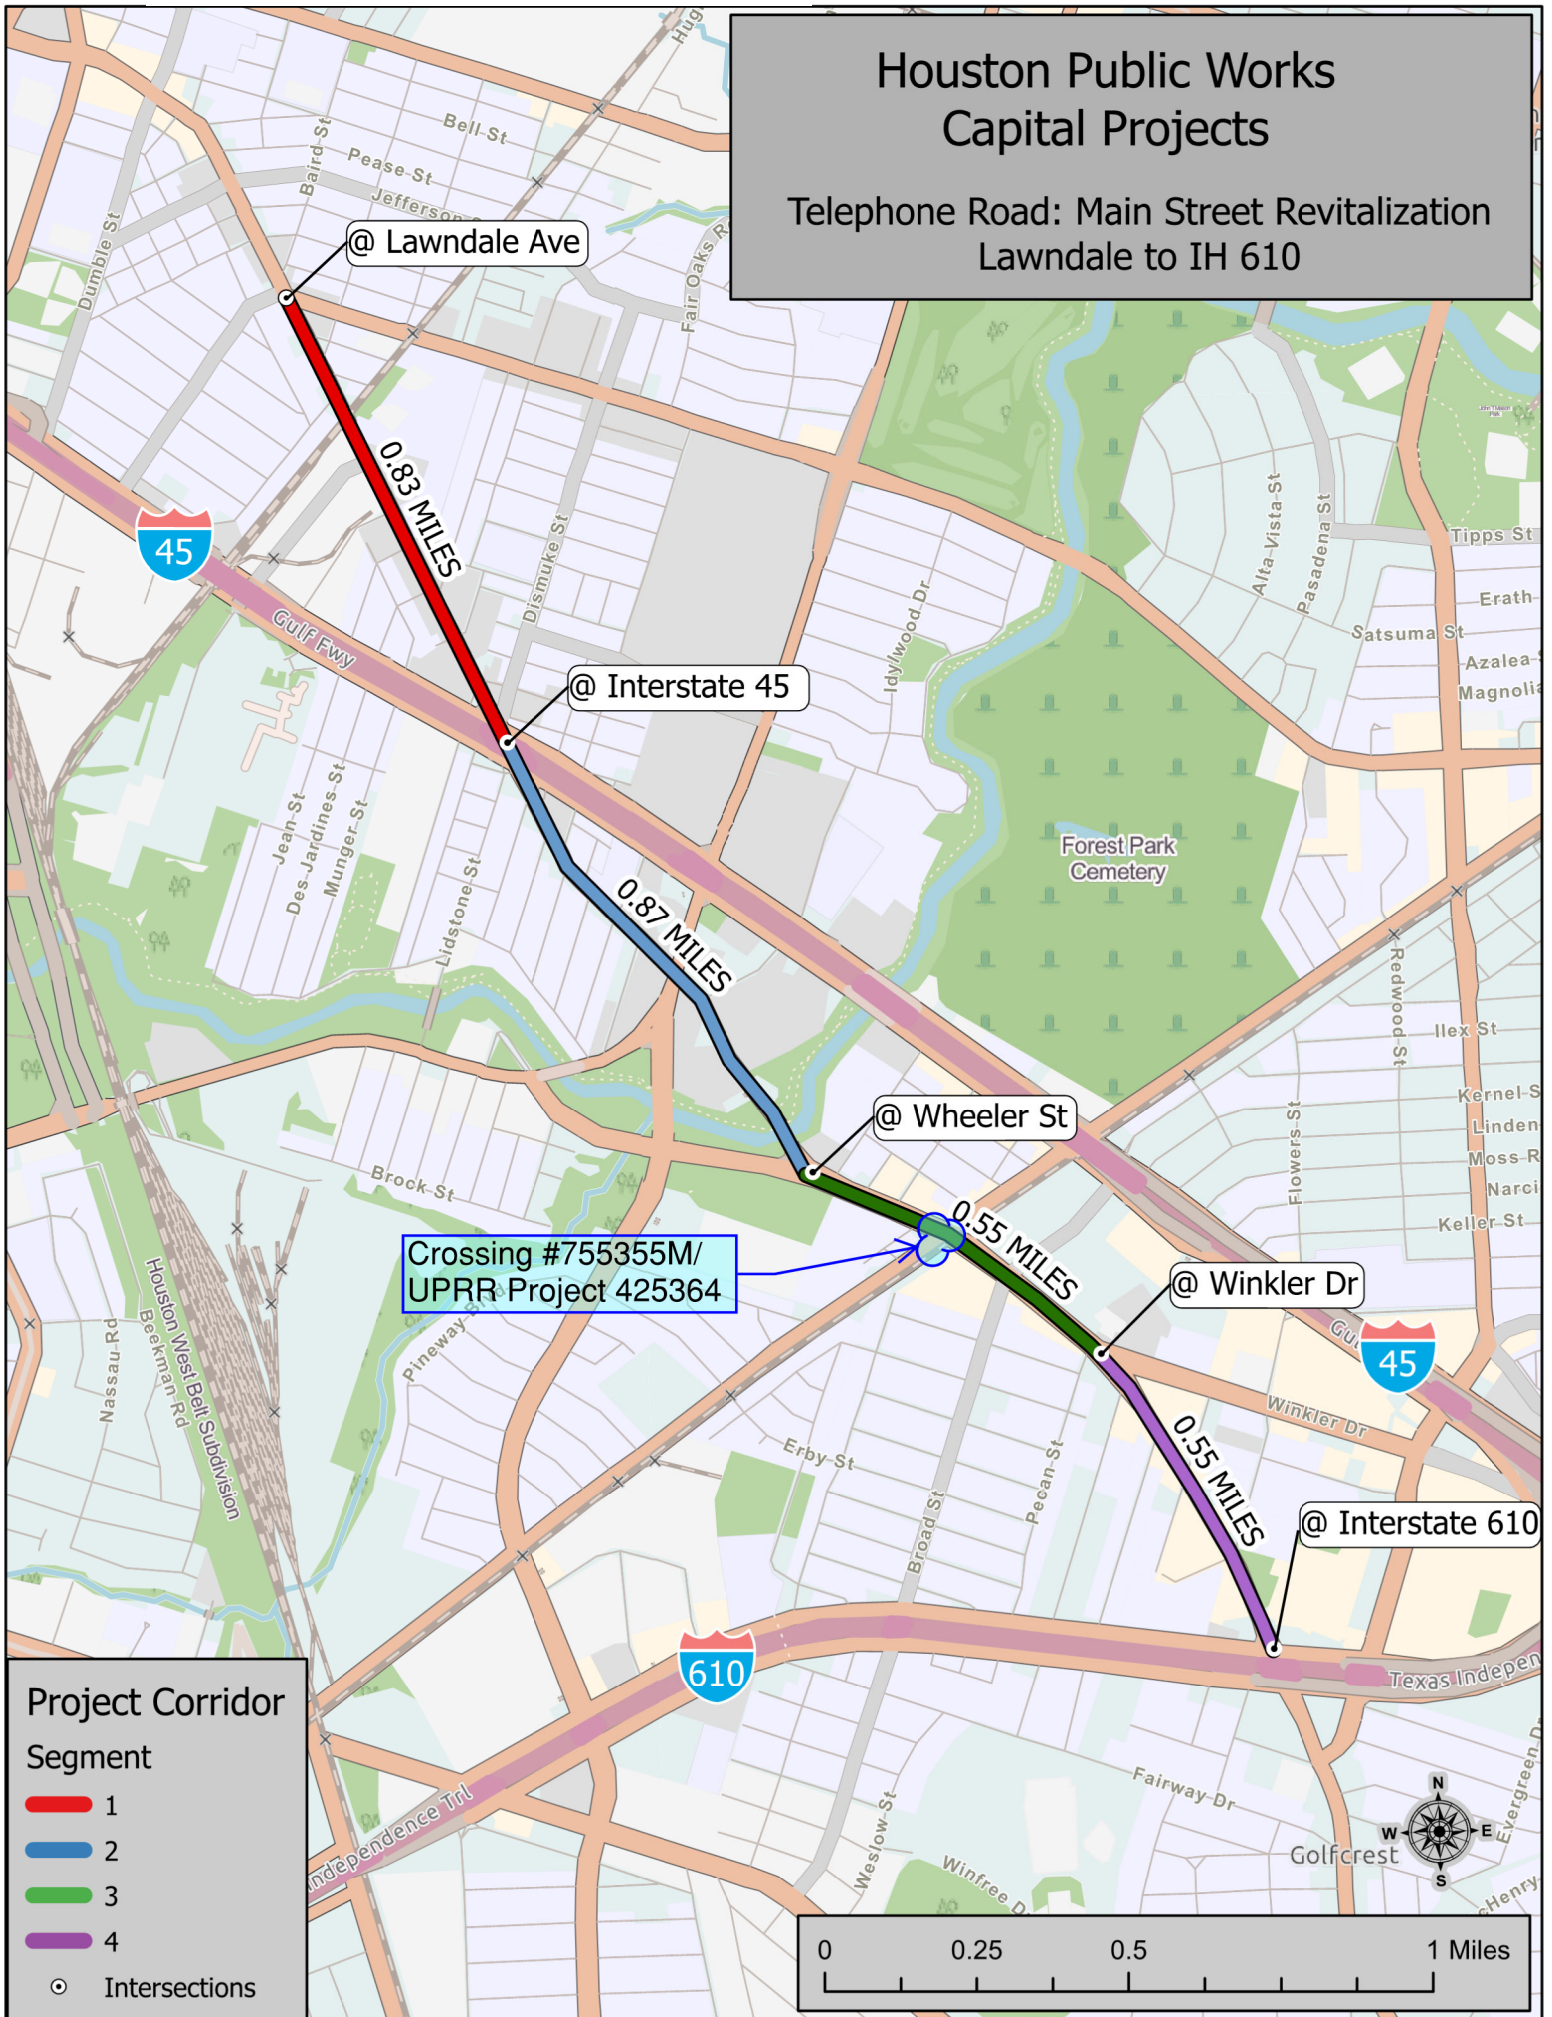 Houston Public Works
Capital Projects
Telephone Road: Main Street Revitalization
Lawndale to IH 610
Bell St
Pease St
Baird St
Dumble St
@ Lawndale Ave
Fair Oaks
0.83 MILES
45
Gulf Fwy
Dismuke St
Idylwood Dr
Alta Vista St
Pasadena St
Tipps St
Erath
Satsuma St
Azalea
@ Interstate 45
Jean St
Des Jardines St
Munger St
Lidstone St
0.87 MILES
Forest Park
Cemetery
Redwood St
Ilex St
Flowers St
Linden
@ Wheeler St
Brock St
Keller St
0.55 MILES
Crossing #755355M/
UPRR Project 425364
@ Winkler Dr
Houston West Belt Subdivision
Beekman Rd
Nassau Rd
45
Winkler Dr
Erby St
Pecan St
Broad St
0.55 MILES
@ Interstate 610
610
Texas Indepen
Independence Trl
Weslow St
Fairway Dr
Evergreen
Golfcrest
Winfree
N
W
E
S
Project Corridor
Segment
1
2
3
4
Intersections
0 0.25 0.5 1 Miles